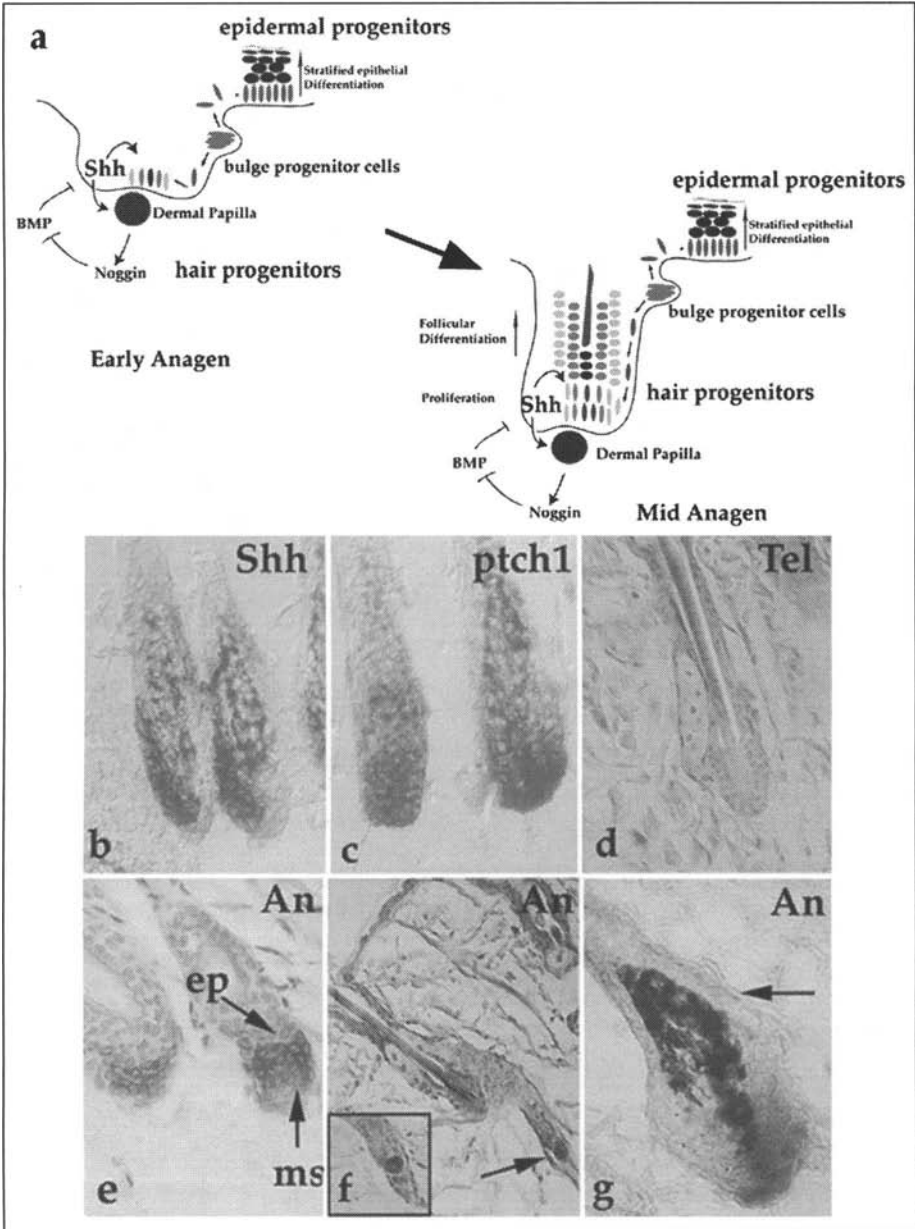 a
epidermal progenitors
Stratified epithelial
Differentiation
Shh
bulge progenitor cells
BMP
Dermal Papilla
Noggin
hair progenitors
Early Anagen
epidermal progenitors
Stratified epithelial
Differentiation
bulge progenitor cells
Follicular
Differentiation
hair progenitors
Proliferation
Shh
BMP
Dermal Papilla
Noggin
Mid Anagen
Shh
b
ptch1
c
Tel
d
An
ep
ms
e
An
f
An
g